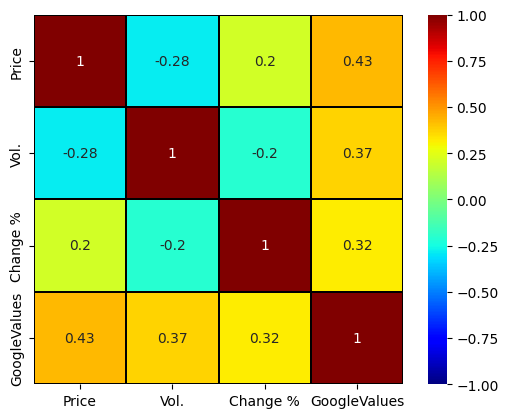 Price 1 -0.28 0.2 0.43
Vol. -0.28 1 -0.2 0.37
Change % 0.2 -0.2 1 0.32
GoogleValues 0.43 0.37 0.32 1
Price Vol. Change % GoogleValues
1.00
0.75
0.50
0.25
0.00
−0.25
−0.50
−0.75
−1.00